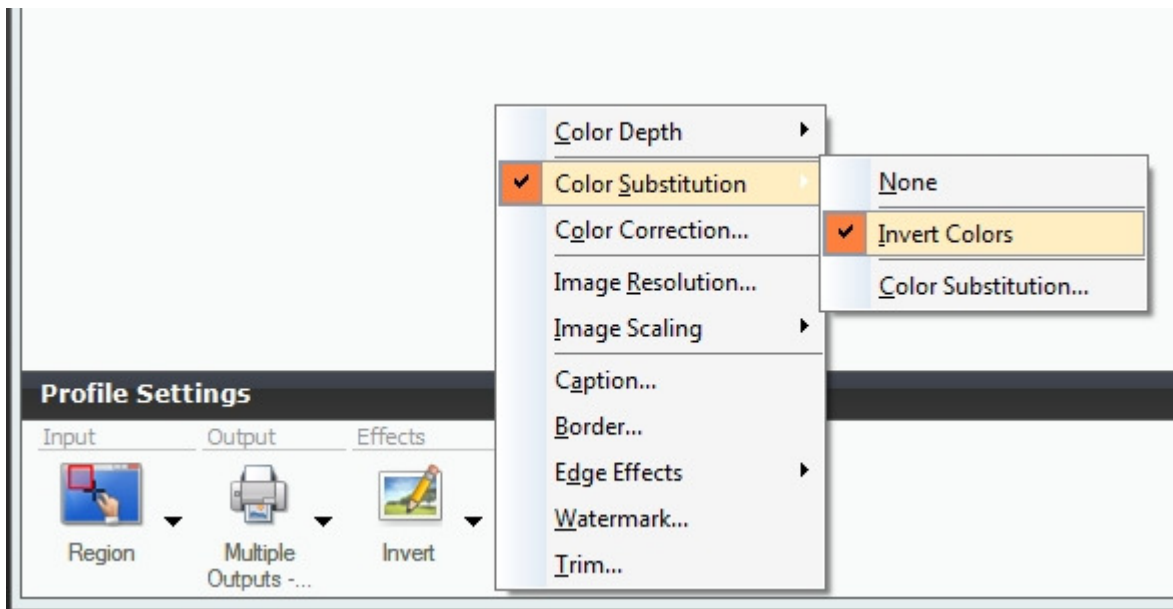 Color Depth
Color Substitution
Color Correction...
Image Resolution...
Image Scaling
Caption...
Border...
Edge Effects
Watermark...
Trim...
None
Invert Colors
Color Substitution...
Profile Settings
Input
Output
Effects
Region
Multiple
Outputs -...
Invert